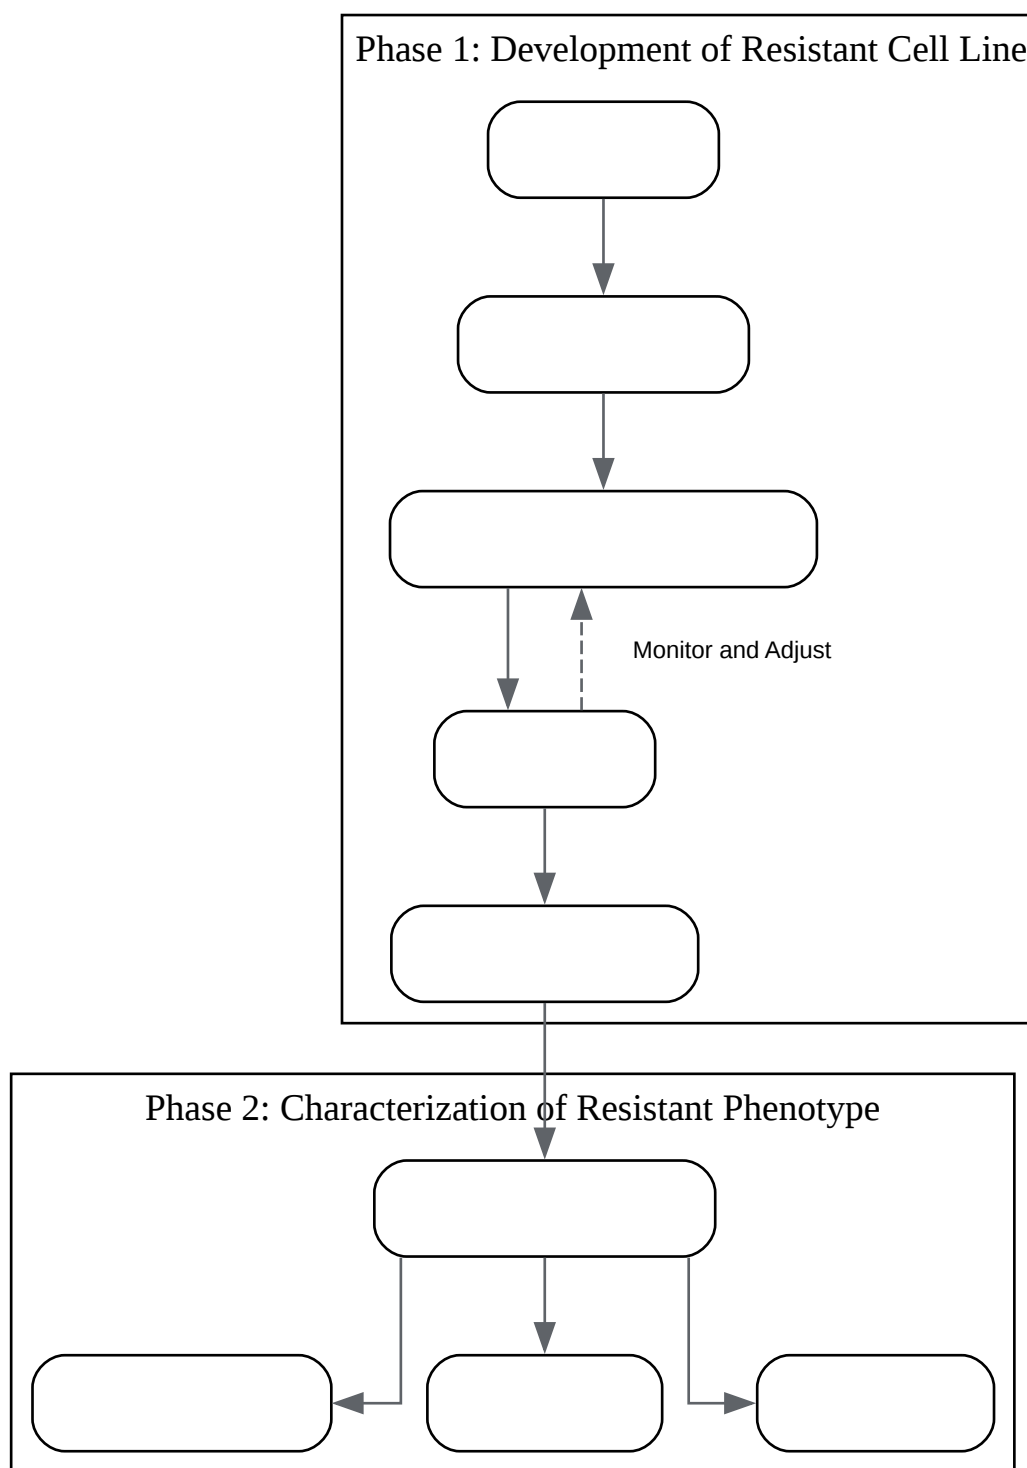 Phase 1: Development of Resistant Cell Line
Monitor and Adjust
Phase 2: Characterization of Resistant Phenotype